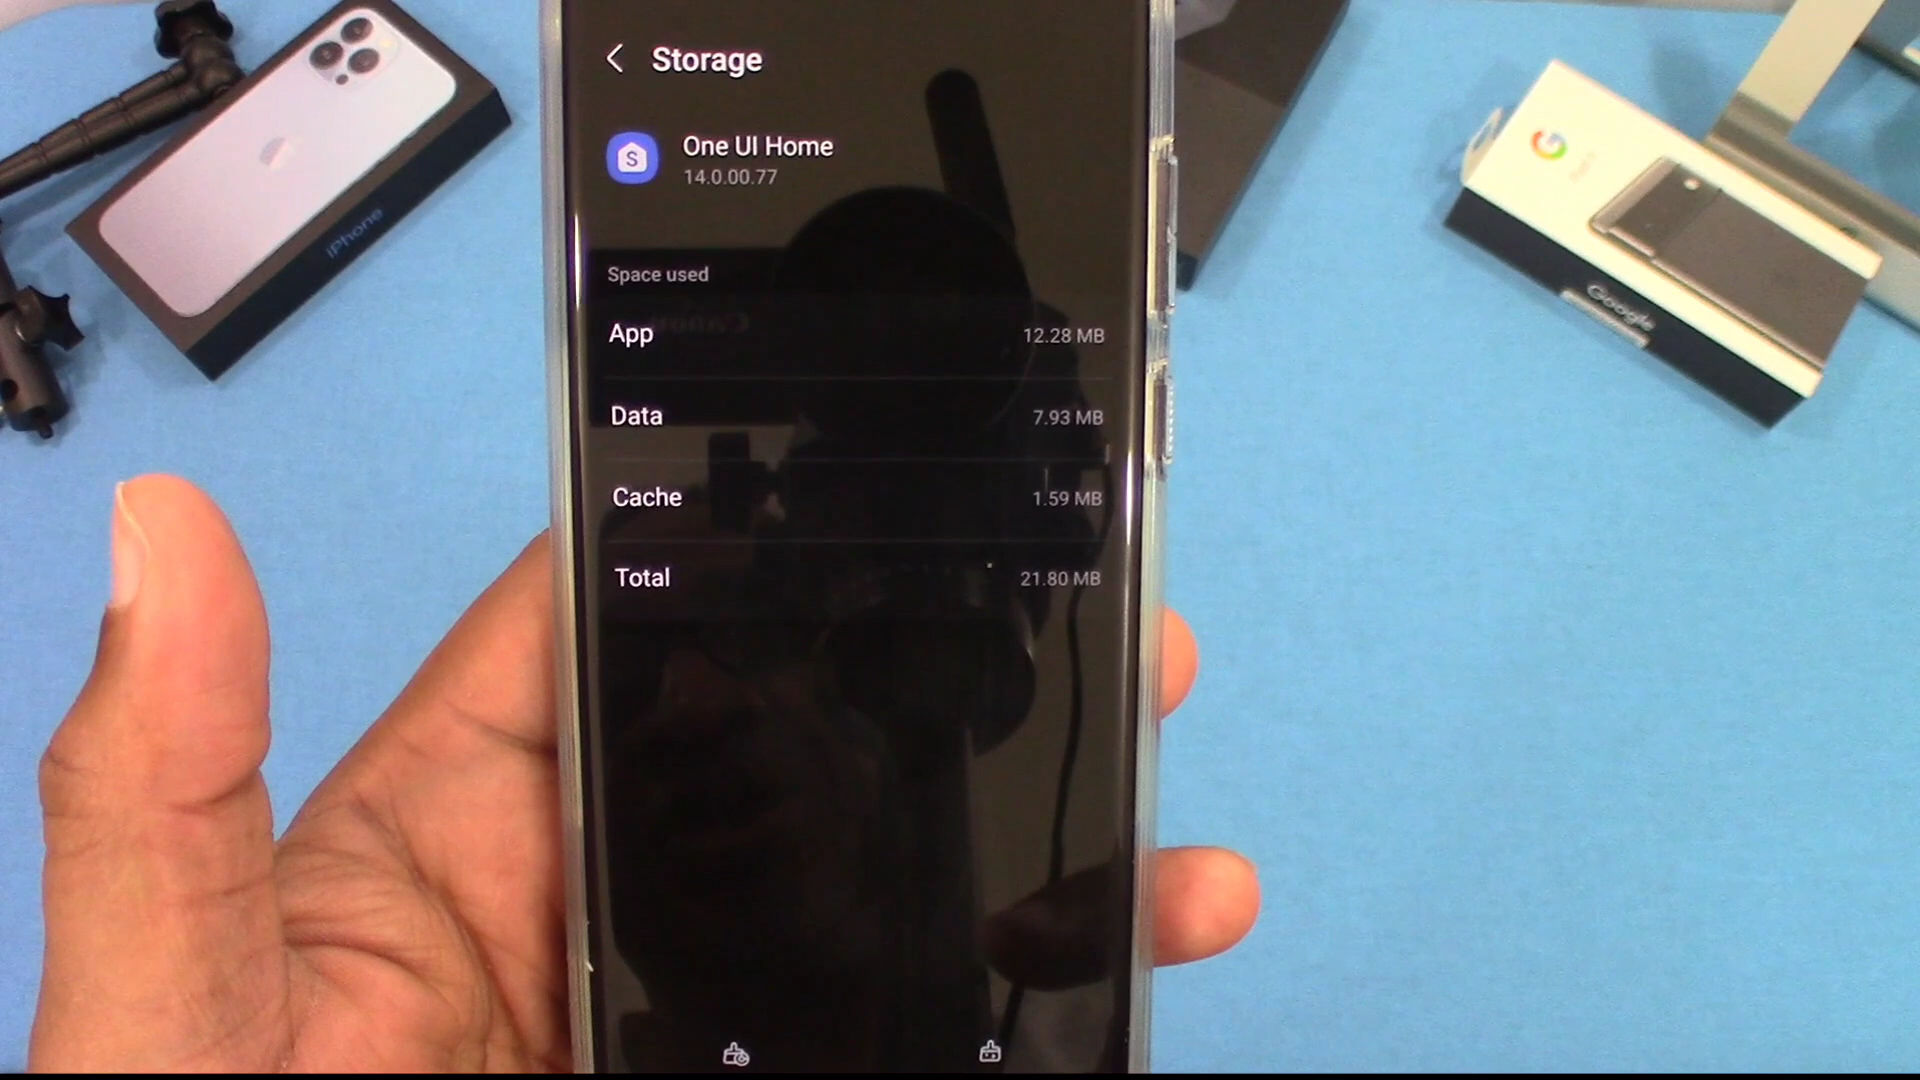 Storage
S
One UI Home
14.0.00.77
Space used
App 12.28 MB
Data 7.93 MB
Cache 1.59 MB
Total 21.80 MB
iPhone
G
Google